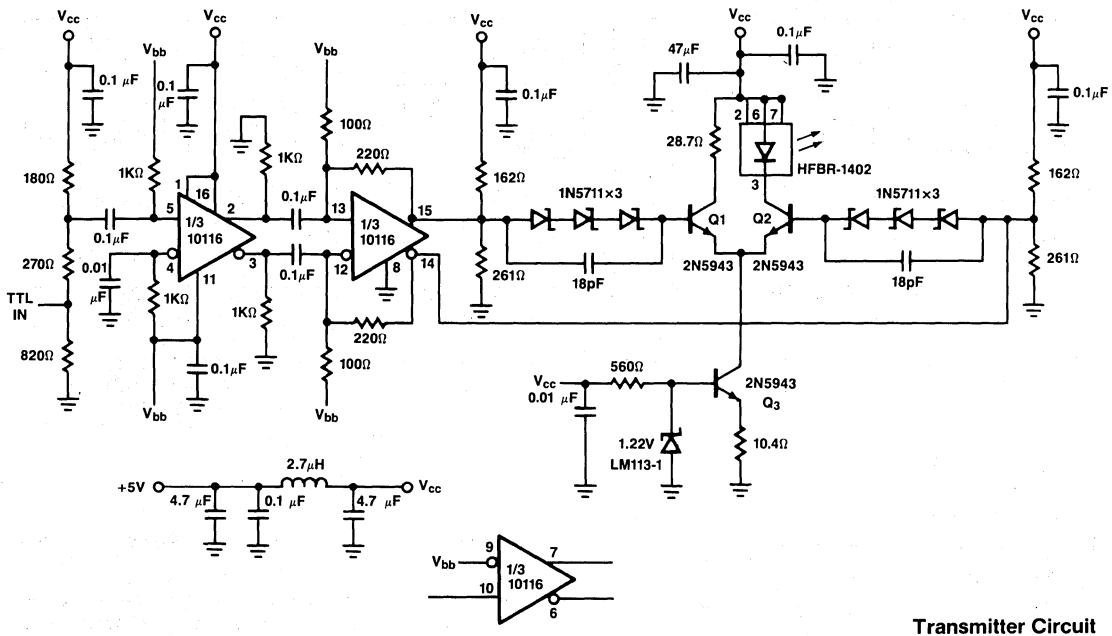 Vcc
Vcc
Vcc
Vcc
Vcc
Vbb
Vbb
0.1 μF
0.1 μF
100Ω
0.1μF
47μF
0.1μF
0.1μF
2 6 7
28.7Ω
HFBR-1402
3
180Ω
1KΩ
1
16
1KΩ
220Ω
162Ω
1N5711×3
Q1
Q2
1N5711×3
162Ω
5
2
0.1μF
13
15
1/3
10116
1/3
10116
0.1μF
4
3
0.1μF
12
8
14
2N5943
2N5943
270Ω
0.01
μF
11
261Ω
18pF
18pF
261Ω
TTL
IN
1KΩ
1KΩ
220Ω
820Ω
0.1μF
100Ω
Vbb
Vbb
Vcc
560Ω
0.01 μF
2N5943
Q3
1.22V
LM113-1
10.4Ω
2.7μH
+5V
4.7 μF
0.1 μF
4.7 μF
Vcc
Vbb
9
7
1/3
10116
10
6
Transmitter Circuit